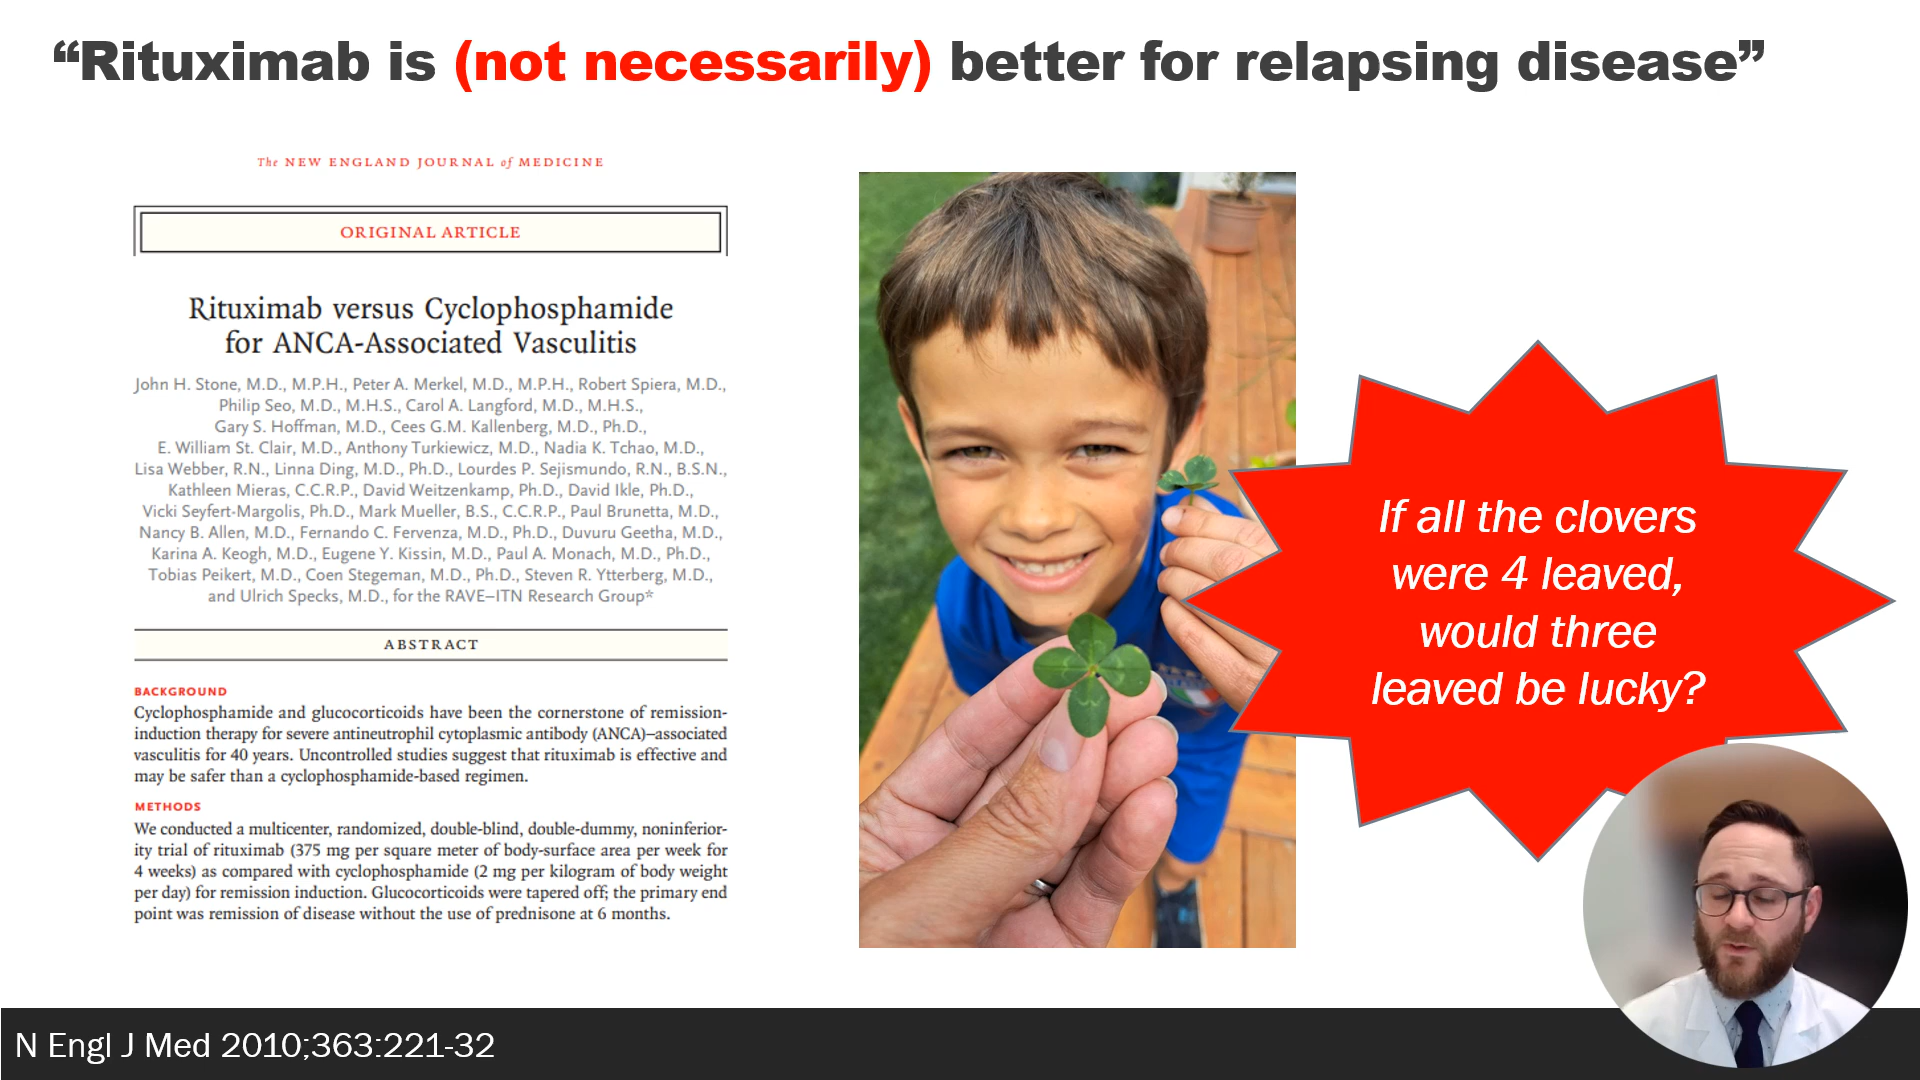 “Rituximab is (not necessarily) better for relapsing disease”
The NEW ENGLAND JOURNAL of MEDICINE
ORIGINAL ARTICLE
Rituximab versus Cyclophosphamide
for ANCA-Associated Vasculitis
John H. Stone, M.D., M.P.H., Peter A. Merkel, M.D., M.P.H., Robert Spiera, M.D.,
Philip Seo, M.D., M.H.S., Carol A. Langford, M.D., M.H.S.,
Gary S. Hoffman, M.D., Cees G.M. Kallenberg, M.D., Ph.D.,
E. William St. Clair, M.D., Anthony Turkiewicz, M.D., Nadia K. Tchao, M.D.,
Lisa Webber, R.N., Linna Ding, M.D., Ph.D., Lourdes P. Sejismundo, R.N., B.S.N.,
Kathleen Mieras, C.C.R.P., David Weitzenkamp, Ph.D., David Ikle, Ph.D.,
Vicki Seyfert-Margolis, Ph.D., Mark Mueller, B.S., C.C.R.P., Paul Brunetta, M.D.,
Nancy B. Allen, M.D., Fernando C. Fervenza, M.D., Ph.D., Duvuru Geetha, M.D.,
Karina A. Keogh, M.D., Eugene Y. Kissin, M.D., Paul A. Monach, M.D., Ph.D.,
Tobias Peikert, M.D., Coen Stegeman, M.D., Ph.D., Steven R. Ytterberg, M.D.,
and Ulrich Specks, M.D., for the RAVE–ITN Research Group*
ABSTRACT
BACKGROUND
Cyclophosphamide and glucocorticoids have been the cornerstone of remission-
induction therapy for severe antineutrophil cytoplasmic antibody (ANCA)–associated
vasculitis for 40 years. Uncontrolled studies suggest that rituximab is effective and
may be safer than a cyclophosphamide-based regimen.
METHODS
We conducted a multicenter, randomized, double-blind, double-dummy, noninferior-
ity trial of rituximab (375 mg per square meter of body-surface area per week for
4 weeks) as compared with cyclophosphamide (2 mg per kilogram of body weight
per day) for remission induction. Glucocorticoids were tapered off; the primary end
point was remission of disease without the use of prednisone at 6 months.
If all the clovers
were 4 leaved,
would three
leaved be lucky?
N Engl J Med 2010;363:221-32